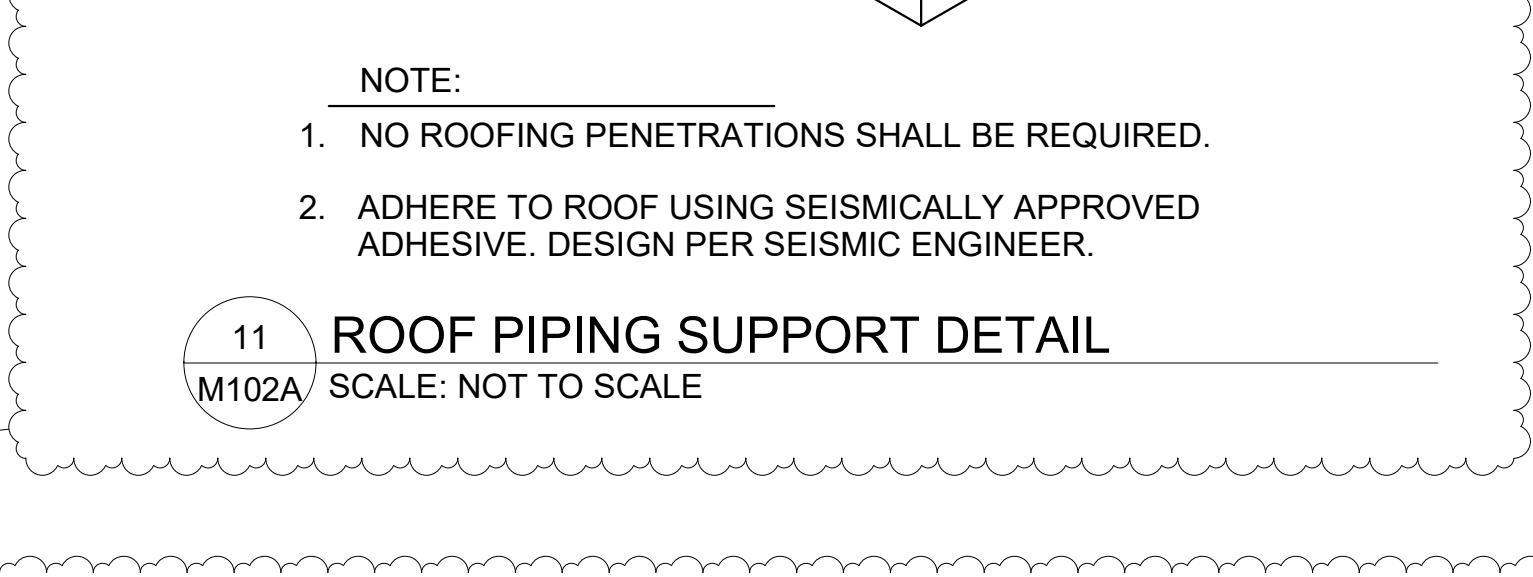 NOTE:
1. NO ROOFING PENETRATIONS SHALL BE REQUIRED.
2. ADHERE TO ROOF USING SEISMICALLY APPROVED
ADHESIVE. DESIGN PER SEISMIC ENGINEER.
11
ROOF PIPING SUPPORT DETAIL
M102A
SCALE: NOT TO SCALE